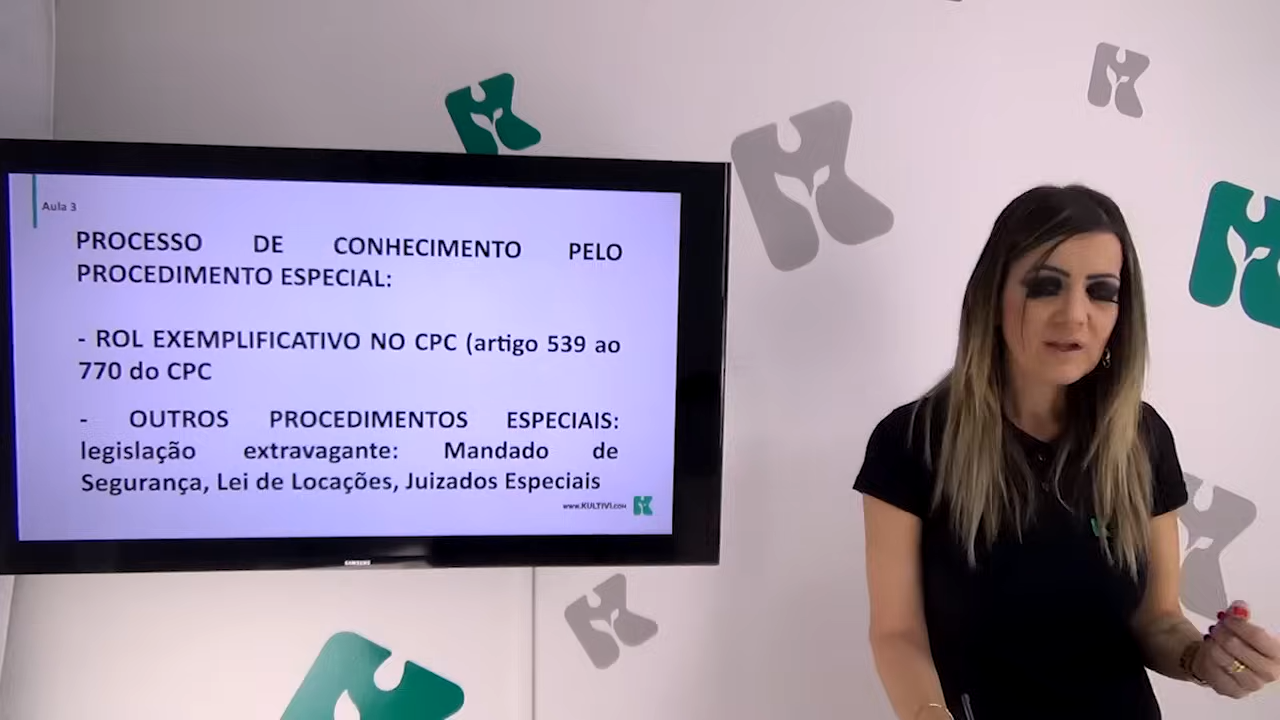 Aula 3
PROCESSO DE CONHECIMENTO PELO
PROCEDIMENTO ESPECIAL:
- ROL EXEMPLIFICATIVO NO CPC (artigo 539 ao
770 do CPC
- OUTROS PROCEDIMENTOS ESPECIAIS:
legislação extravagante: Mandado de
Segurança, Lei de Locações, Juizados Especiais
www.KULTIVI.COM
SAMSUNG